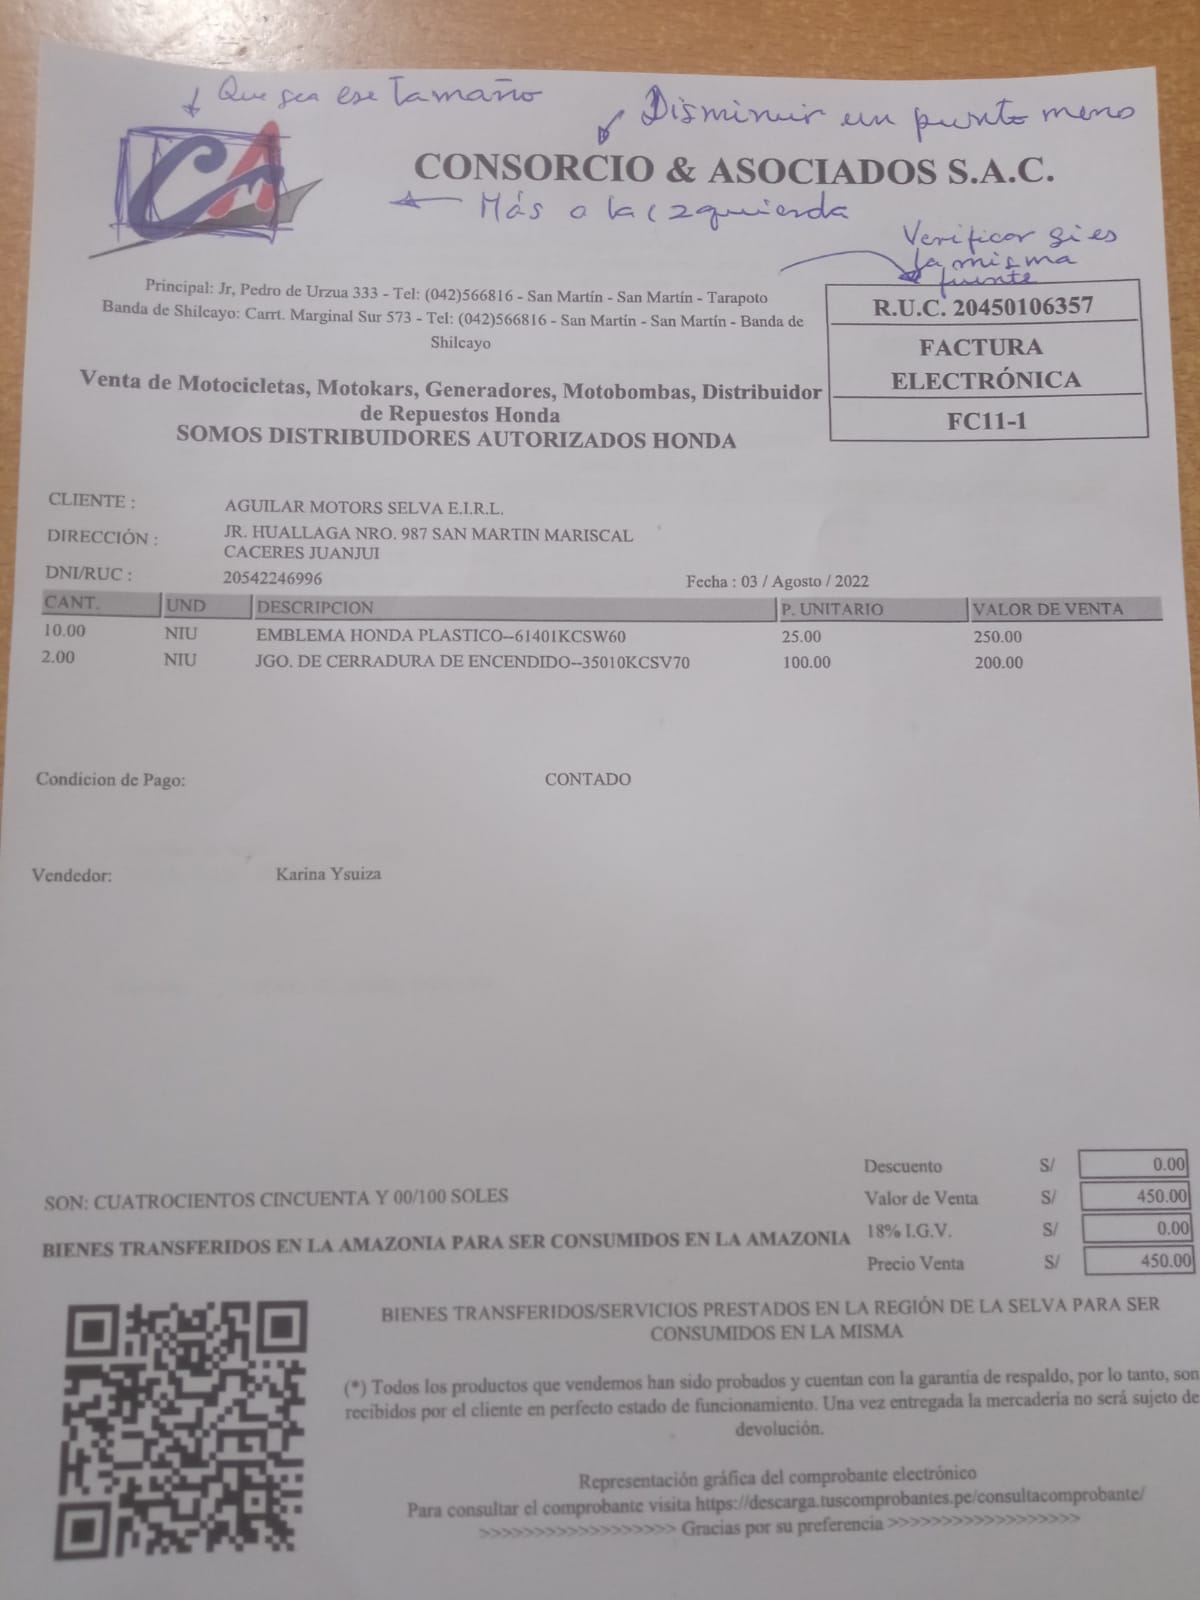 Que sea ese Tamaño
Disminuir un punto meno
CA
CONSORCIO & ASOCIADOS S.A.C.
Más a la izquierda
Verificar si es
la misma
fuente
Principal: Jr, Pedro de Urzua 333 - Tel: (042)566816 - San Martín - San Martín - Tarapoto
Banda de Shilcayo: Carrt. Marginal Sur 573 - Tel: (042)566816 - San Martín - San Martín - Banda de
Shilcayo
R.U.C. 20450106357
FACTURA
ELECTRÓNICA
FC11-1
Venta de Motocicletas, Motokars, Generadores, Motobombas, Distribuidor
de Repuestos Honda
SOMOS DISTRIBUIDORES AUTORIZADOS HONDA
CLIENTE : AGUILAR MOTORS SELVA E.I.R.L.
DIRECCIÓN : JR. HUALLAGA NRO. 987 SAN MARTIN MARISCAL
CACERES JUANJUI
DNI/RUC : 20542246996 Fecha : 03 / Agosto / 2022
CANT. UND DESCRIPCION P. UNITARIO VALOR DE VENTA
10.00 NIU EMBLEMA HONDA PLASTICO--61401KCSW60 25.00 250.00
2.00 NIU JGO. DE CERRADURA DE ENCENDIDO--35010KCSV70 100.00 200.00
Condicion de Pago: CONTADO
Vendedor: Karina Ysuiza
Descuento S/ 0.00
SON: CUATROCIENTOS CINCUENTA Y 00/100 SOLES Valor de Venta S/ 450.00
BIENES TRANSFERIDOS EN LA AMAZONIA PARA SER CONSUMIDOS EN LA AMAZONIA 18% I.G.V. S/ 0.00
Precio Venta S/ 450.00
BIENES TRANSFERIDOS/SERVICIOS PRESTADOS EN LA REGIÓN DE LA SELVA PARA SER
CONSUMIDOS EN LA MISMA
(*) Todos los productos que vendemos han sido probados y cuentan con la garantia de respaldo, por lo tanto, son
recibidos por el cliente en perfecto estado de funcionamiento. Una vez entregada la mercadería no será sujeto de
devolución.
Representación gráfica del comprobante electrónico
Para consultar el comprobante visita https://descarga.tuscomprobantes.pe/consultacomprobante/
>>>>>>>>>>>>>>>>>> Gracias por su preferencia >>>>>>>>>>>>>>>>>>